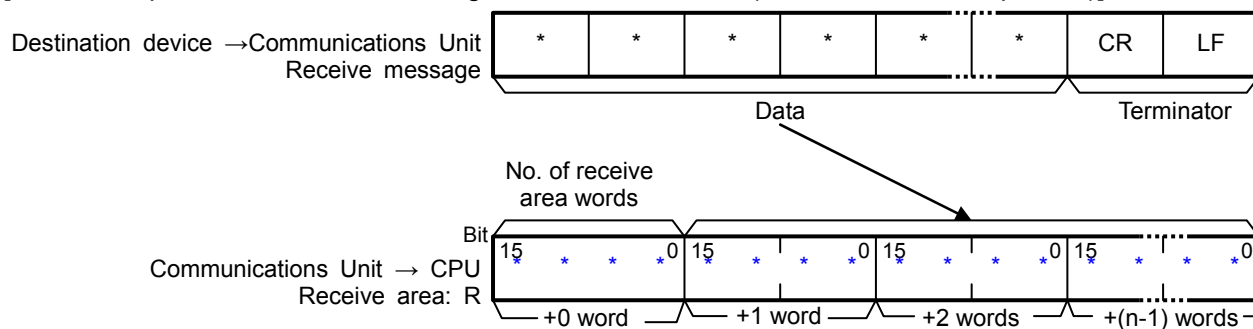 Destination device →Communications Unit
Receive message
* * * * * * CR LF
Data Terminator
No. of receive
area words
Bit
15 0 15 0 15 0 15 0
* * * * * * * * * * * * * * * *
Communications Unit → CPU
Receive area: R
+0 word +1 word +2 words +(n-1) words